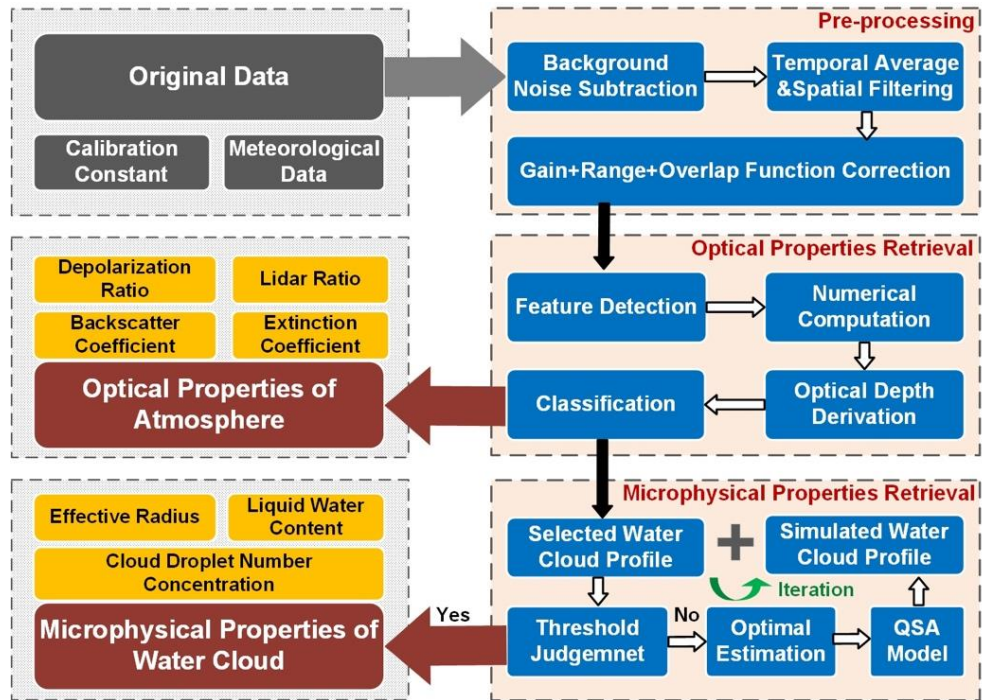 Original Data
Calibration
Constant
Meteorological
Data
Pre-processing
Background
Noise Subtraction
Temporal Average
&Spatial Filtering
Gain+Range+Overlap Function Correction
Depolarization
Ratio
Lidar Ratio
Backscatter
Coefficient
Extinction
Coefficient
Optical Properties of
Atmosphere
Optical Properties Retrieval
Feature Detection
Numerical
Computation
Classification
Optical Depth
Derivation
Effective Radius
Liquid Water
Content
Cloud Droplet Number
Concentration
Microphysical Properties of
Water Cloud
Yes
Microphysical Properties Retrieval
Selected Water
Cloud Profile
+
Simulated Water
Cloud Profile
Iteration
Threshold
Judgemnet
No
Optimal
Estimation
QSA
Model